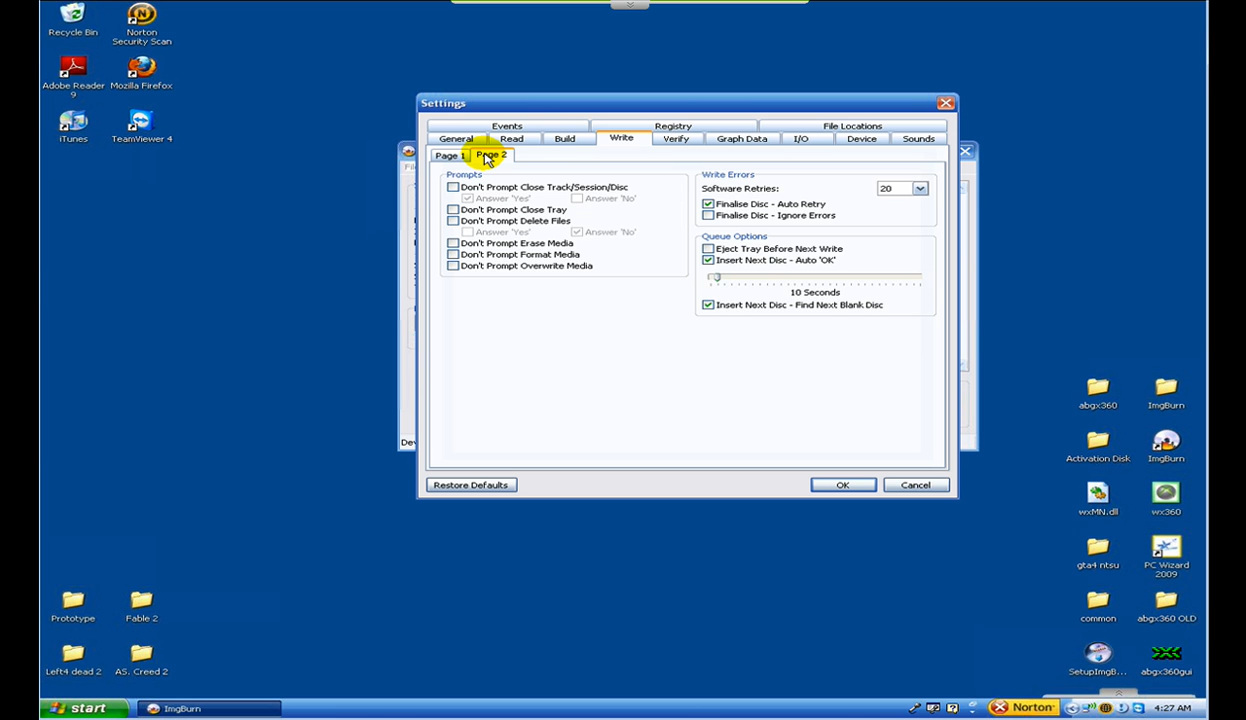 Recycle Bin
Norton
Security Scan
Adobe Reader
9
Mozilla Firefox
iTunes
TeamViewer 4
Settings
Events
Registry
File Locations
General
Read
Build
Write
Verify
Graph Data
I/O
Device
Sounds
Page 1
Page 2
Prompts
Don't Prompt Close Track/Session/Disc
Answer 'Yes'
Answer 'No'
Don't Prompt Close Tray
Don't Prompt Delete Files
Answer 'Yes'
Answer 'No'
Don't Prompt Erase Media
Don't Prompt Format Media
Don't Prompt Overwrite Media
Write Errors
Software Retries:
20
Finalise Disc - Auto Retry
Finalise Disc - Ignore Errors
Queue Options
Eject Tray Before Next Write
Insert Next Disc - Auto 'OK'
10 Seconds
Insert Next Disc - Find Next Blank Disc
Restore Defaults
OK
Cancel
abgx360
ImgBurn
Activation Disk
ImgBurn
wxMN.dll
wx360
gta4 ntsu
PC Wizard
2009
common
abgx360 OLD
SetupImgB...
abgx360gui
Prototype
Fable 2
Left4 dead 2
AS. Creed 2
start
ImgBurn
Norton
4:27 AM